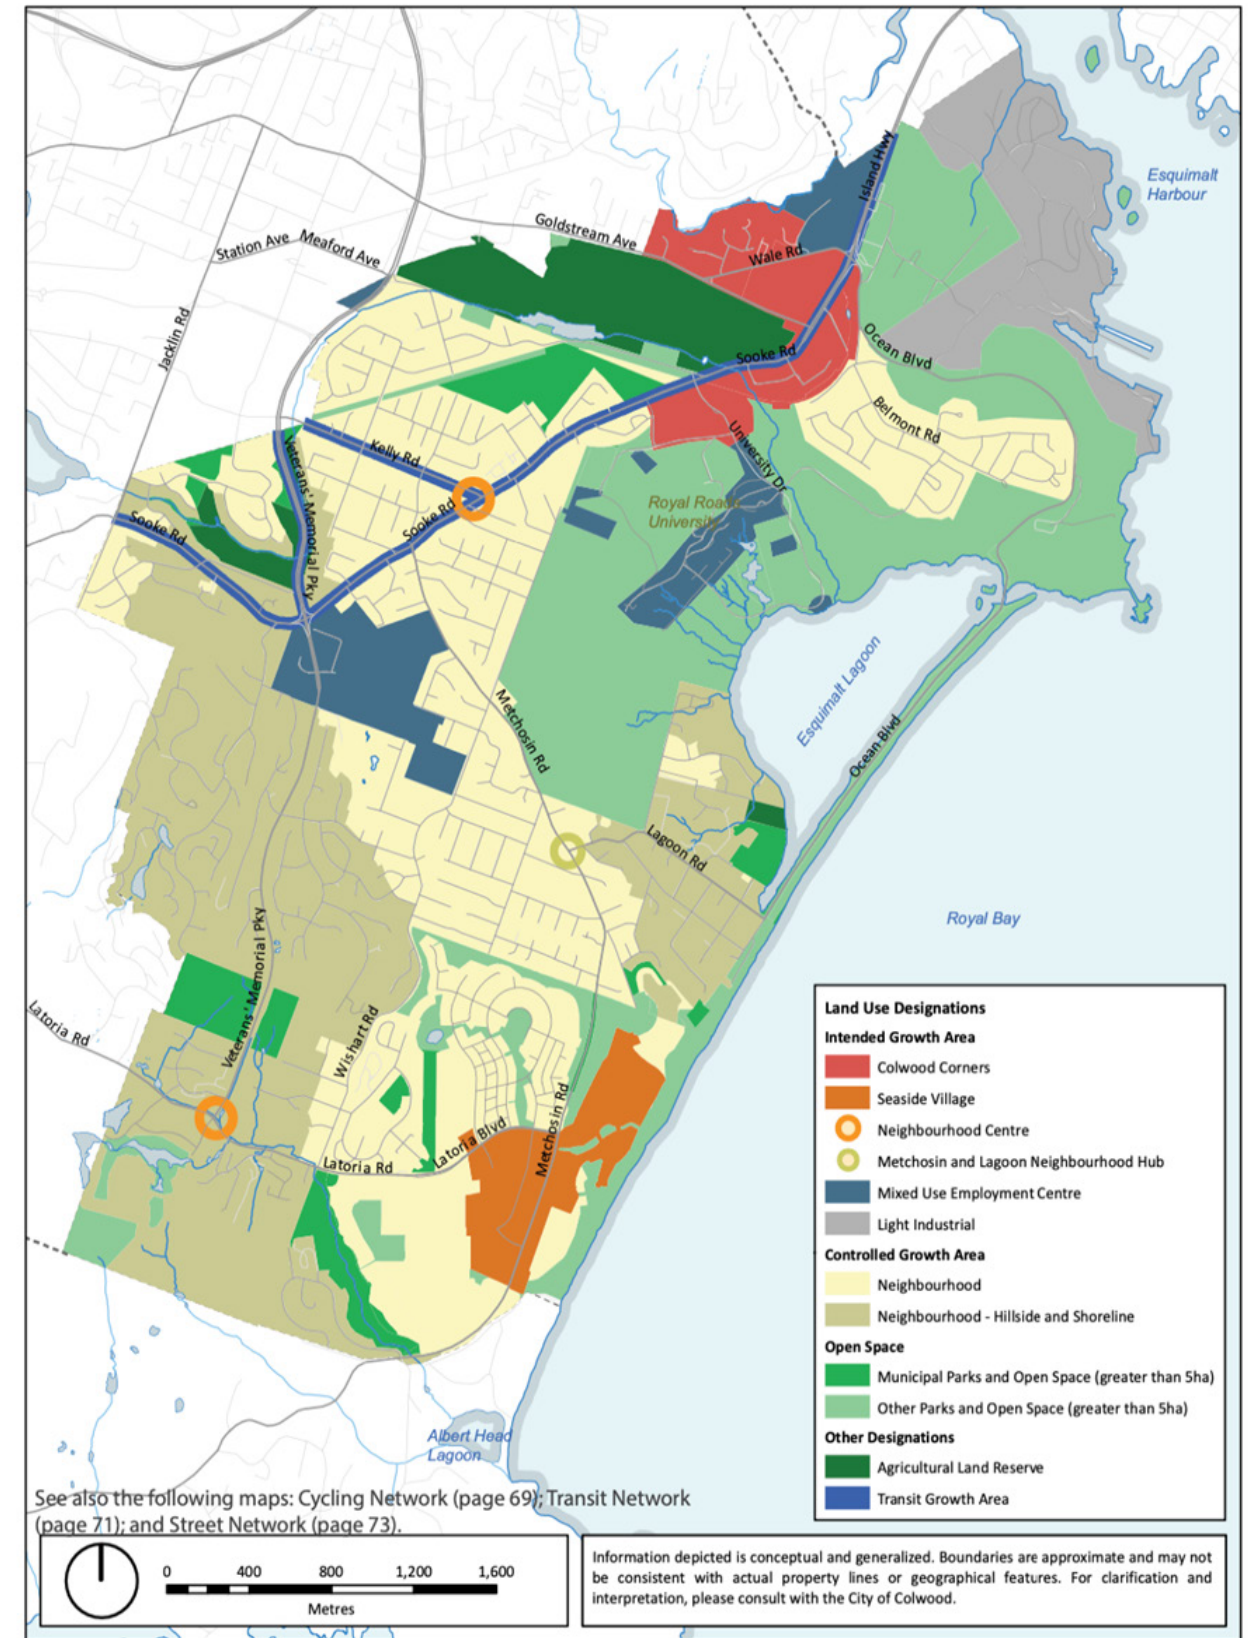 Esquimalt
Harbour
Island Hwy
Goldstream Ave
Station Ave
Meaford Ave
Wale Rd
Jacklin Rd
Ocean Blvd
Sooke Rd
Belmont Rd
University Dr
Kelly Rd
Veterans' Memorial Pky
Royal Roads
University
Sooke Rd
Sooke Rd
Esquimalt Lagoon
Metchosin Rd
Ocean Blvd
Lagoon Rd
Royal Bay
Veterans' Memorial Pky
Latoria Rd
Wishart Rd
Metchosin Rd
Latoria Blvd
Latoria Rd
Albert Head
Lagoon
Land Use Designations
Intended Growth Area
Colwood Corners
Seaside Village
Neighbourhood Centre
Metchosin and Lagoon Neighbourhood Hub
Mixed Use Employment Centre
Light Industrial
Controlled Growth Area
Neighbourhood
Neighbourhood - Hillside and Shoreline
Open Space
Municipal Parks and Open Space (greater than 5ha)
Other Parks and Open Space (greater than 5ha)
Other Designations
Agricultural Land Reserve
Transit Growth Area
See also the following maps: Cycling Network (page 69); Transit Network
(page 71); and Street Network (page 73).
0 400 800 1,200 1,600
Metres
Information depicted is conceptual and generalized. Boundaries are approximate and may not
be consistent with actual property lines or geographical features. For clarification and
interpretation, please consult with the City of Colwood.